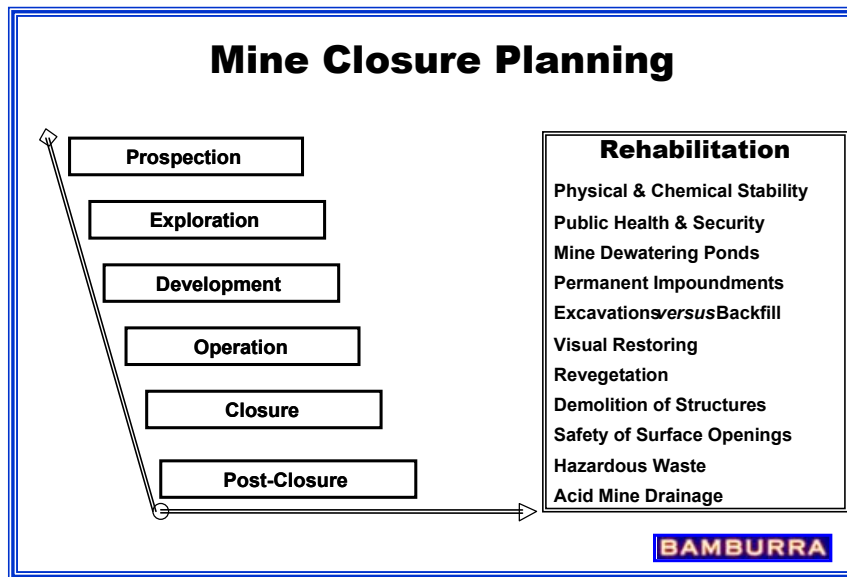 Mine Closure Planning
Prospection
Exploration
Development
Operation
Closure
Post-Closure
Rehabilitation
Physical & Chemical Stability
Public Health & Security
Mine Dewatering Ponds
Permanent Impoundments
Excavationsversus Backfill
Visual Restoring
Revegetation
Demolition of Structures
Safety of Surface Openings
Hazardous Waste
Acid Mine Drainage
BAMBURRA